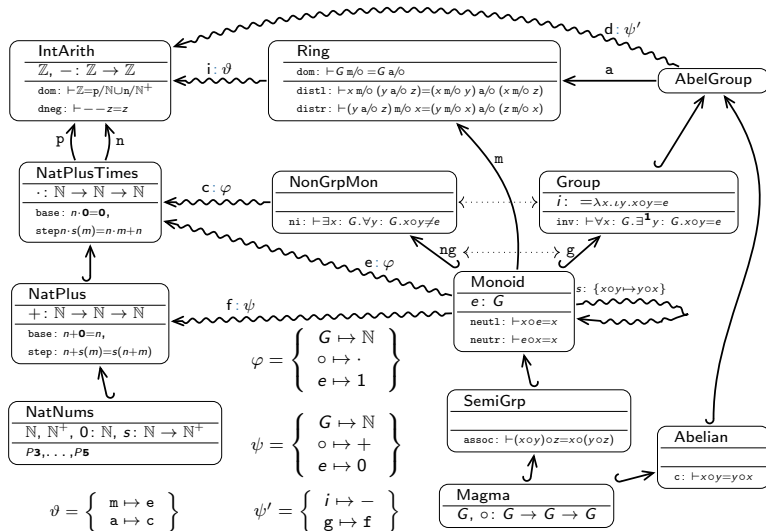 d: ψ′
IntArith
ℤ, −: ℤ → ℤ
dom: ⊢ℤ=p/ℕ∪n/ℕ⁺
dneg: ⊢−−z=z
i: ϑ
Ring
dom: ⊢G m/∘=G a/∘
distl: ⊢x m/∘ (y a/∘ z)=(x m/∘ y) a/∘ (x m/∘ z)
distr: ⊢(y a/∘ z) m/∘ x=(y m/∘ x) a/∘ (z m/∘ x)
a
AbelGroup
p
n
m
NatPlusTimes
·: ℕ → ℕ → ℕ
base: n·0=0,
stepn·s(m)=n·m+n
c: φ
NonGrpMon
ni: ⊢∃x: G.∀y: G.x∘y≠e
Group
i: =λx.ιy.x∘y=e
inv: ⊢∀x: G.∃¹y: G.x∘y=e
ng
g
e: φ
NatPlus
+: ℕ → ℕ → ℕ
base: n+0=n,
step: n+s(m)=s(n+m)
f: ψ
Monoid
e: G
neutl: ⊢x∘e=x
neutr: ⊢e∘x=x
s: {x∘y↦y∘x}
φ = { G ↦ ℕ
∘ ↦ ·
e ↦ 1 }
NatNums
ℕ, ℕ⁺, 0: ℕ, s: ℕ → ℕ⁺
P3,...,P5
ψ = { G ↦ ℕ
∘ ↦ +
e ↦ 0 }
SemiGrp
assoc: ⊢(x∘y)∘z=x∘(y∘z)
Abelian
c: ⊢x∘y=y∘x
ϑ = { m ↦ e
a ↦ c }
ψ′ = { i ↦ −
g ↦ f }
Magma
G, ∘: G → G → G